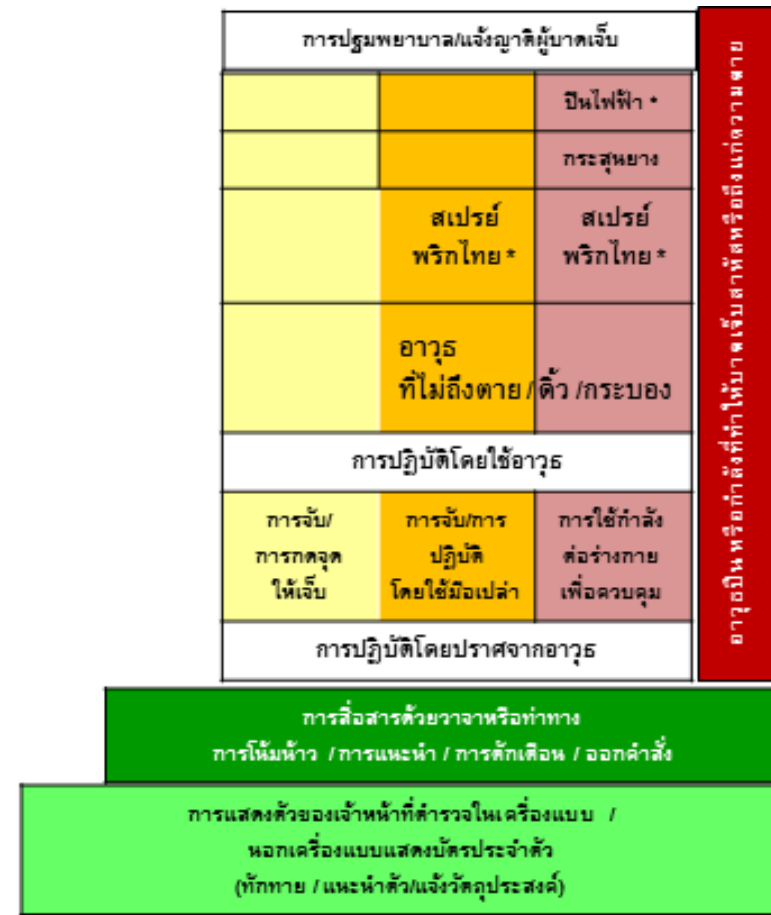 การปฐมพยาบาล/แจ้งญาติผู้บาดเจ็บ
ปืนไฟฟ้า *
กระสุนยาง
สเปรย์
พริกไทย *
สเปรย์
พริกไทย *
อาวุธ
ที่ไม่ถึงตาย / ดิ้ว /กระบอง
การปฏิบัติโดยใช้อาวุธ
การจับ/
การกดจุด
ให้เจ็บ
การจับ/การ
ปฏิบัติ
โดยใช้มือเปล่า
การใช้กำลัง
ต่อร่างกาย
เพื่อควบคุม
การปฏิบัติโดยปราศจากอาวุธ
อาวุธปืนหรือกำลังที่ทำให้บาดเจ็บสาหัสหรือถึงแก่ความตาย
การสื่อสารด้วยวาจาหรือท่าทาง
การโน้มน้าว / การแนะนำ / การตักเตือน / ออกคำสั่ง
การแสดงตัวของเจ้าหน้าที่ตำรวจในเครื่องแบบ /
นอกเครื่องแบบแสดงบัตรประจำตัว
(ทักทาย / แนะนำตัว/แจ้งวัตถุประสงค์)